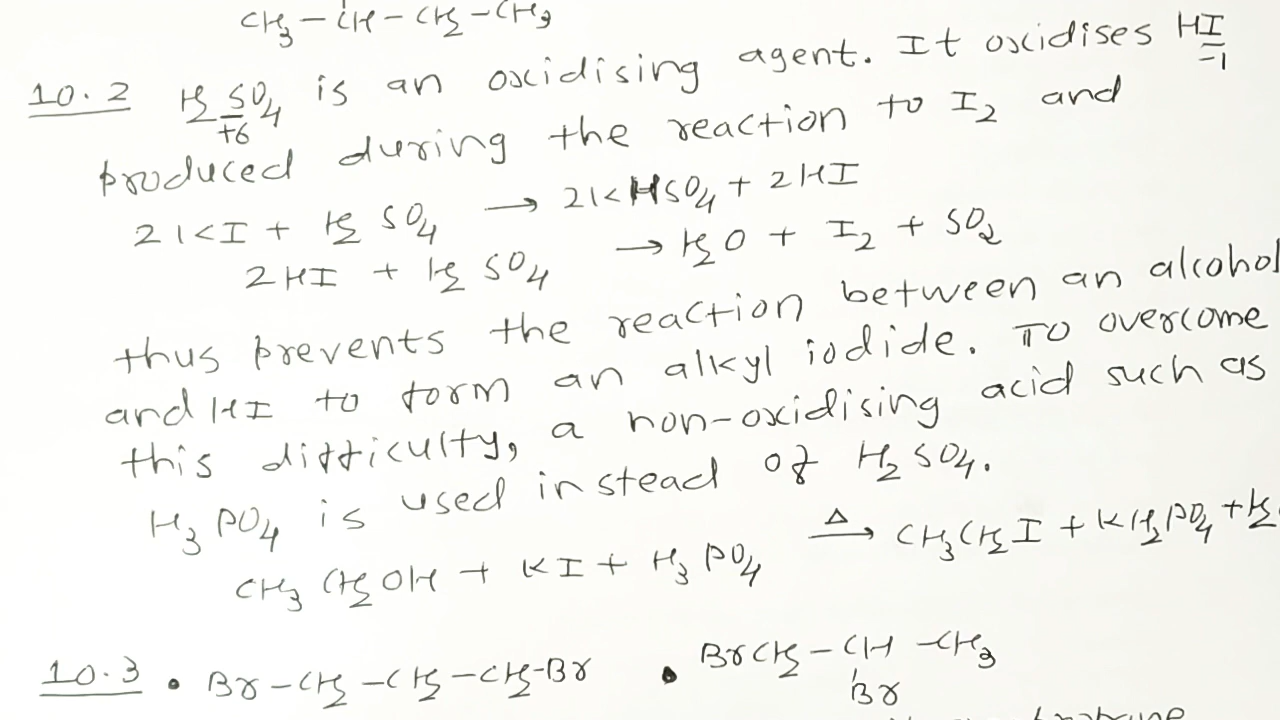 CH₃ – CH – CH₂ – CH₃
10.2 H₂SO₄ is an oxidising agent. It oxidises HI
+6 -1
produced during the reaction to I₂ and
2KI + H₂SO₄ → 2KHSO₄ + 2HI
2HI + H₂SO₄ → H₂O + I₂ + SO₂
thus prevents the reaction between an alcohol
and HI to form an alkyl iodide. To overcome
this difficulty, a non-oxidising acid such as
H₃PO₄ is used instead of H₂SO₄.
CH₃CH₂OH + KI + H₃PO₄ —Δ→ CH₃CH₂I + KH₂PO₄ + H₂
10.3 • Br – CH₂ – CH₂ – CH₂-Br • BrCH₂ – CH – CH₃
Br